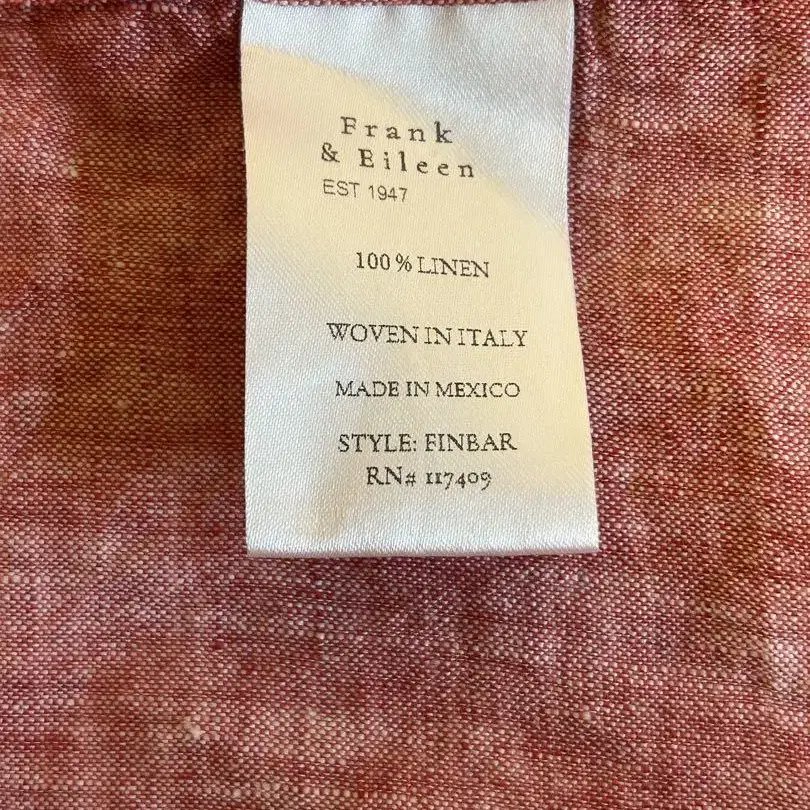 Frank
& Eileen
EST 1947
100% LINEN
WOVEN IN ITALY
MADE IN MEXICO
STYLE: FINBAR
RN# 117409